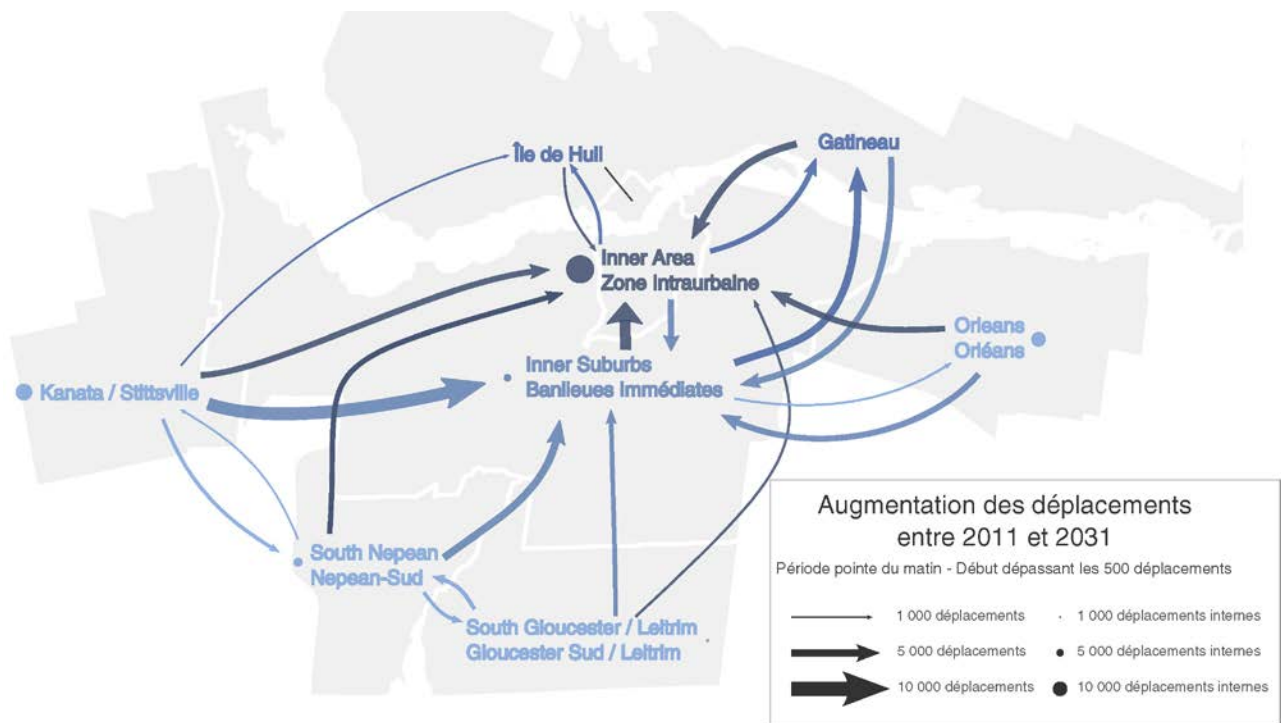 Île de Hull
Gatineau
Inner Area
Zone Intraurbaine
Inner Suburbs
Banlieues Immédiates
Orleans
Orléans
Kanata / Stittsville
South Nepean
Nepean-Sud
South Gloucester / Leitrim
Gloucester Sud / Leitrim
Augmentation des déplacements
entre 2011 et 2031
Période pointe du matin - Début dépassant les 500 déplacements
1 000 déplacements
1 000 déplacements internes
5 000 déplacements
5 000 déplacements internes
10 000 déplacements
10 000 déplacements internes